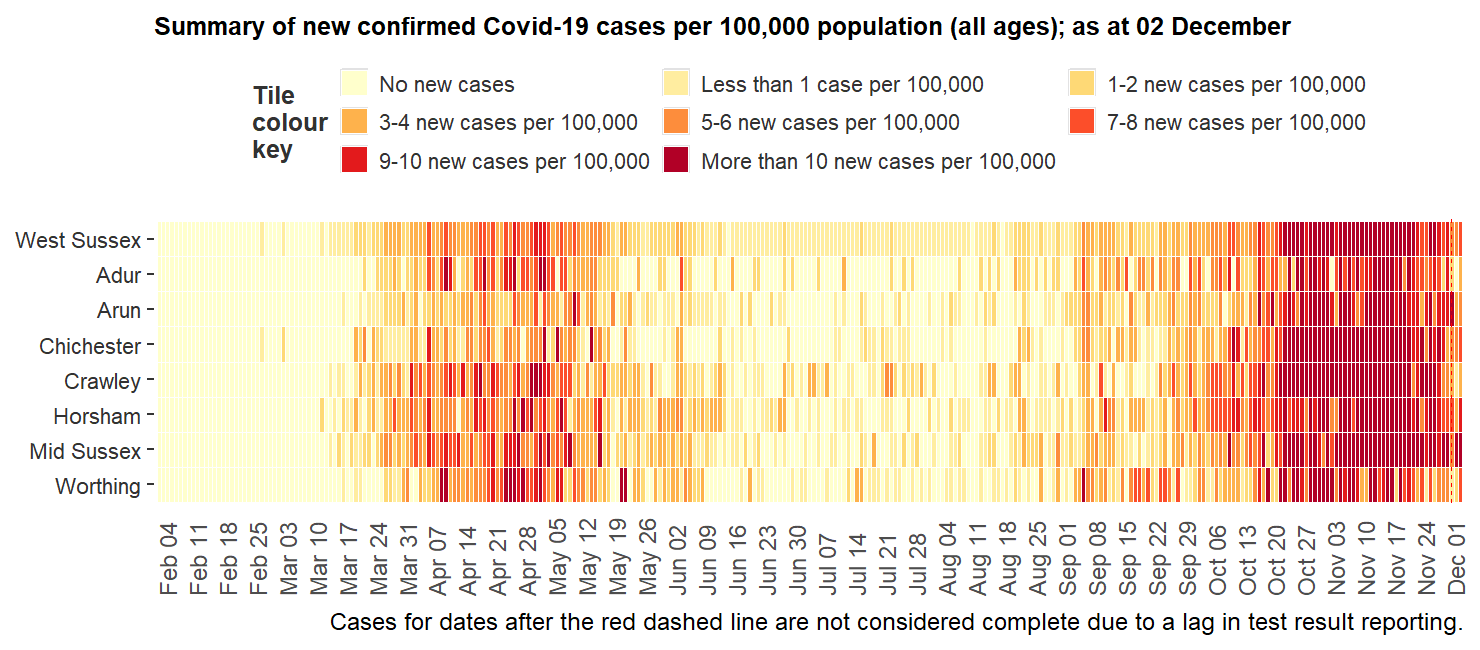 Summary of new confirmed Covid-19 cases per 100,000 population (all ages); as at 02 December
Tile
colour
key
No new cases
Less than 1 case per 100,000
1-2 new cases per 100,000
3-4 new cases per 100,000
5-6 new cases per 100,000
7-8 new cases per 100,000
9-10 new cases per 100,000
More than 10 new cases per 100,000
West Sussex
Adur
Arun
Chichester
Crawley
Horsham
Mid Sussex
Worthing
Feb 04
Feb 11
Feb 18
Feb 25
Mar 03
Mar 10
Mar 17
Mar 24
Mar 31
Apr 07
Apr 14
Apr 21
Apr 28
May 05
May 12
May 19
May 26
Jun 02
Jun 09
Jun 16
Jun 23
Jun 30
Jul 07
Jul 14
Jul 21
Jul 28
Aug 04
Aug 11
Aug 18
Aug 25
Sep 01
Sep 08
Sep 15
Sep 22
Sep 29
Oct 06
Oct 13
Oct 20
Oct 27
Nov 03
Nov 10
Nov 17
Nov 24
Dec 01
Cases for dates after the red dashed line are not considered complete due to a lag in test result reporting.